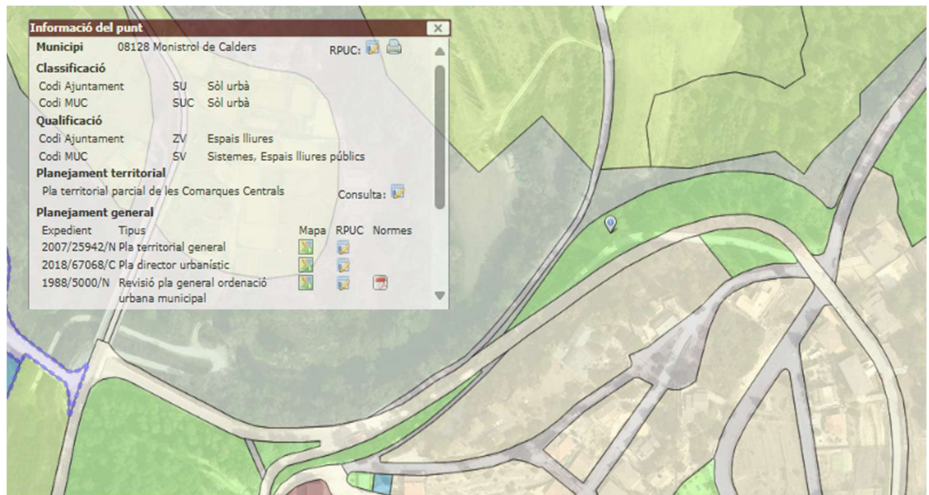 Informació del punt
Municipi 08128 Monistrol de Calders RPUC:
Classificació
Codi Ajuntament SU Sòl urbà
Codi MUC SUC Sòl urbà
Qualificació
Codi Ajuntament ZV Espais lliures
Codi MUC SV Sistemes, Espais lliures públics
Planejament territorial
Pla territorial parcial de les Comarques Centrals Consulta:
Planejament general
Expedient Tipus Mapa RPUC Normes
2007/25942/N Pla territorial general
2018/67068/C Pla director urbanístic
1988/5000/N Revisió pla general ordenació
urbana municipal